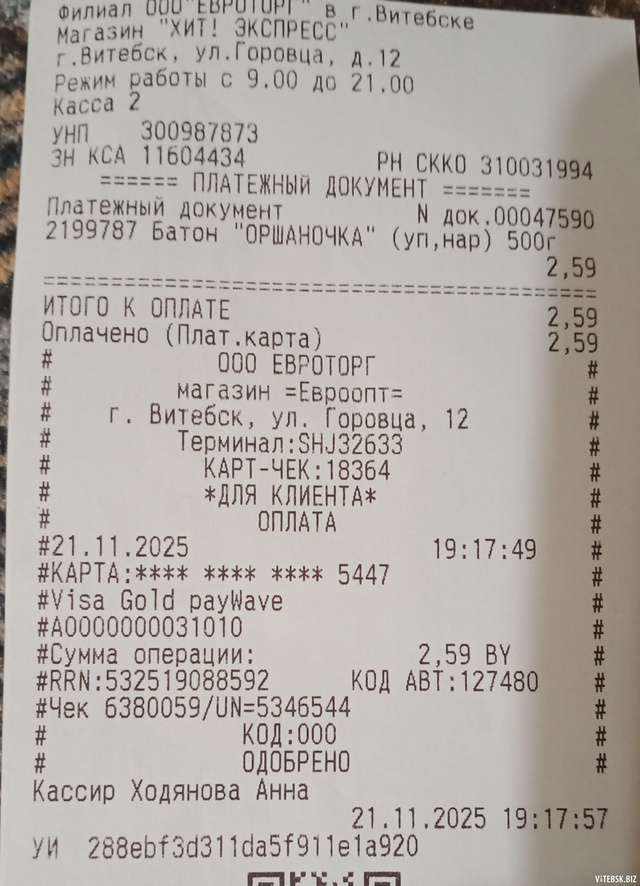 Филиал ООО"ЕВРОТОРГ" в г.Витебске
Магазин "ХИТ! ЭКСПРЕСС"
г.Витебск, ул.Горовца, д.12
Режим работы с 9.00 до 21.00
Касса 2
УНП 300987873
ЗН КСА 11604434 РН СККО 310031994
====== ПЛАТЕЖНЫЙ ДОКУМЕНТ =======
Платежный документ N док.00047590
2199787 Батон "ОРШАНОЧКА" (уп,нар) 500г
2,59
========================================
ИТОГО К ОПЛАТЕ 2,59
Оплачено (Плат.карта) 2,59
# ООО ЕВРОТОРГ #
# магазин =Евроопт= #
# г. Витебск, ул. Горовца, 12 #
# Терминал:SHJ32633 #
# КАРТ-ЧЕК:18364 #
# *ДЛЯ КЛИЕНТА* #
# ОПЛАТА #
#21.11.2025 19:17:49 #
#КАРТА:**** **** **** 5447 #
#Visa Gold payWave #
#A0000000031010 #
#Сумма операции: 2,59 BY #
#RRN:532519088592 КОД АВТ:127480 #
#Чек 6380059/UN=5346544 #
# КОД:000 #
# ОДОБРЕНО #
Кассир Ходянова Анна
21.11.2025 19:17:57
УИ 288ebf3d311da5f911e1a920
ViTEBSK.BIZ